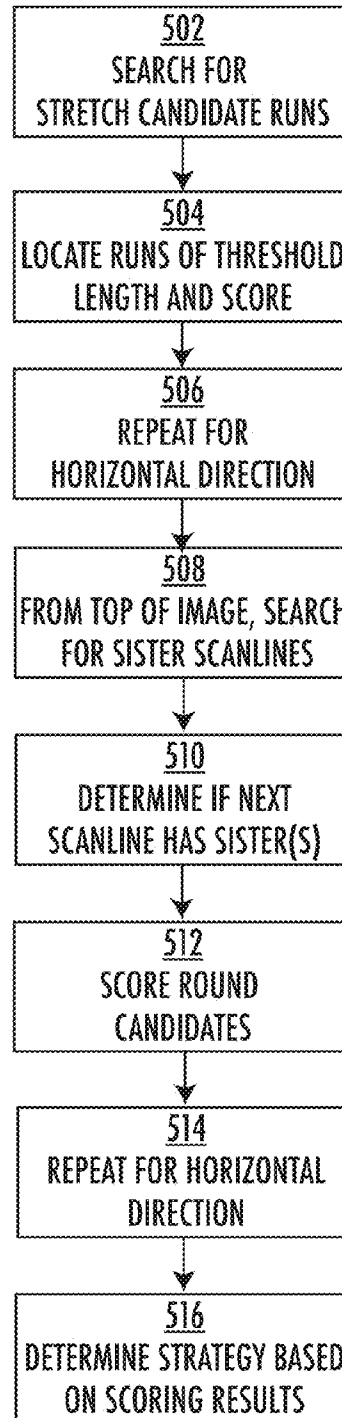 502
SEARCH FOR
STRETCH CANDIDATE RUNS
504
LOCATE RUNS OF THRESHOLD
LENGTH AND SCORE
506
REPEAT FOR
HORIZONTAL DIRECTION
508
FROM TOP OF IMAGE, SEARCH
FOR SISTER SCANLINES
510
DETERMINE IF NEXT
SCANLINE HAS SISTER(S)
512
SCORE ROUND
CANDIDATES
514
REPEAT FOR HORIZONTAL
DIRECTION
516
DETERMINE STRATEGY BASED
ON SCORING RESULTS